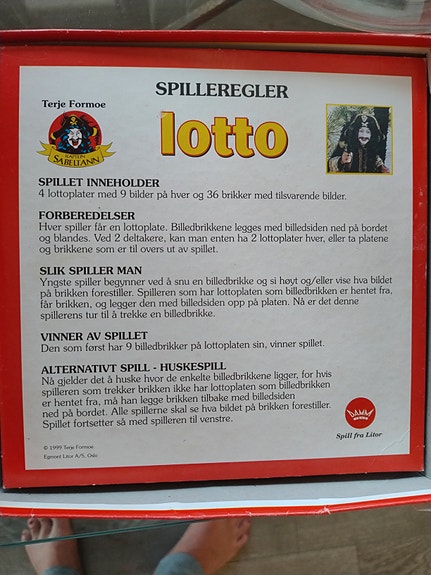 SPILLEREGLER
Terje Formoe
KAPTEIN
SABELTANN
lotto
SPILLET INNEHOLDER
4 lottoplater med 9 bilder på hver og 36 brikker med tilsvarende bilder.
FORBEREDELSER
Hver spiller får en lottoplate. Billedbrikkene legges med billedsiden ned på bordet
og blandes. Ved 2 deltakere, kan man enten ha 2 lottoplater hver, eller ta platene
og brikkene som er til overs ut av spillet.
SLIK SPILLER MAN
Yngste spiller begynner ved å snu en billedbrikke og si høyt og/eller vise hva bildet
på brikken forestiller. Spilleren som har lottoplaten som billedbrikken er hentet fra,
får brikken, og legger den med billedsiden opp på platen. Nå er det denne
spillerens tur til å trekke en billedbrikke.
VINNER AV SPILLET
Den som først har 9 billedbrikker på lottoplaten sin, vinner spillet.
ALTERNATIVT SPILL - HUSKESPILL
Nå gjelder det å huske hvor de enkelte billedbrikkene ligger, for hvis
spilleren som trekker brikken ikke har lottoplaten som billedbrikken
er hentet fra, må han legge brikken tilbake med billedsiden
ned på bordet. Alle spillerne skal se hva bildet på brikken forestiller.
Spillet fortsetter så med spilleren til venstre.
DAMM
Spill fra Litor
© 1999 Terje Formoe
Egmont Litor A/S, Oslo